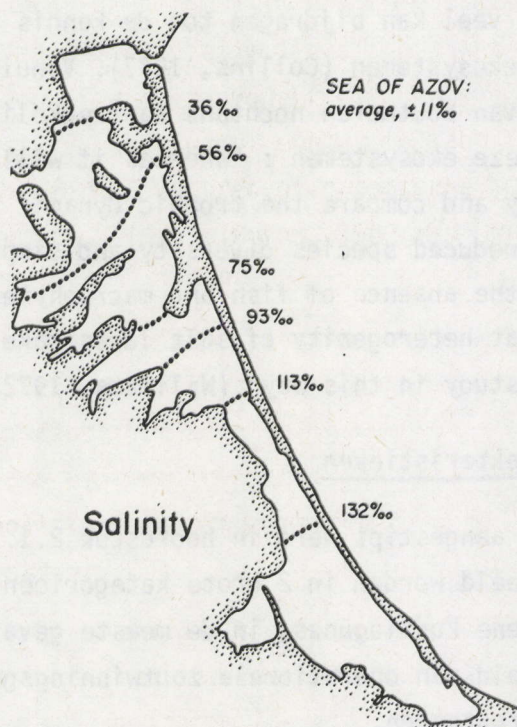 SEA OF AZOV:
average, ±11‰
36‰
56‰
75‰
93‰
113‰
132‰
Salinity